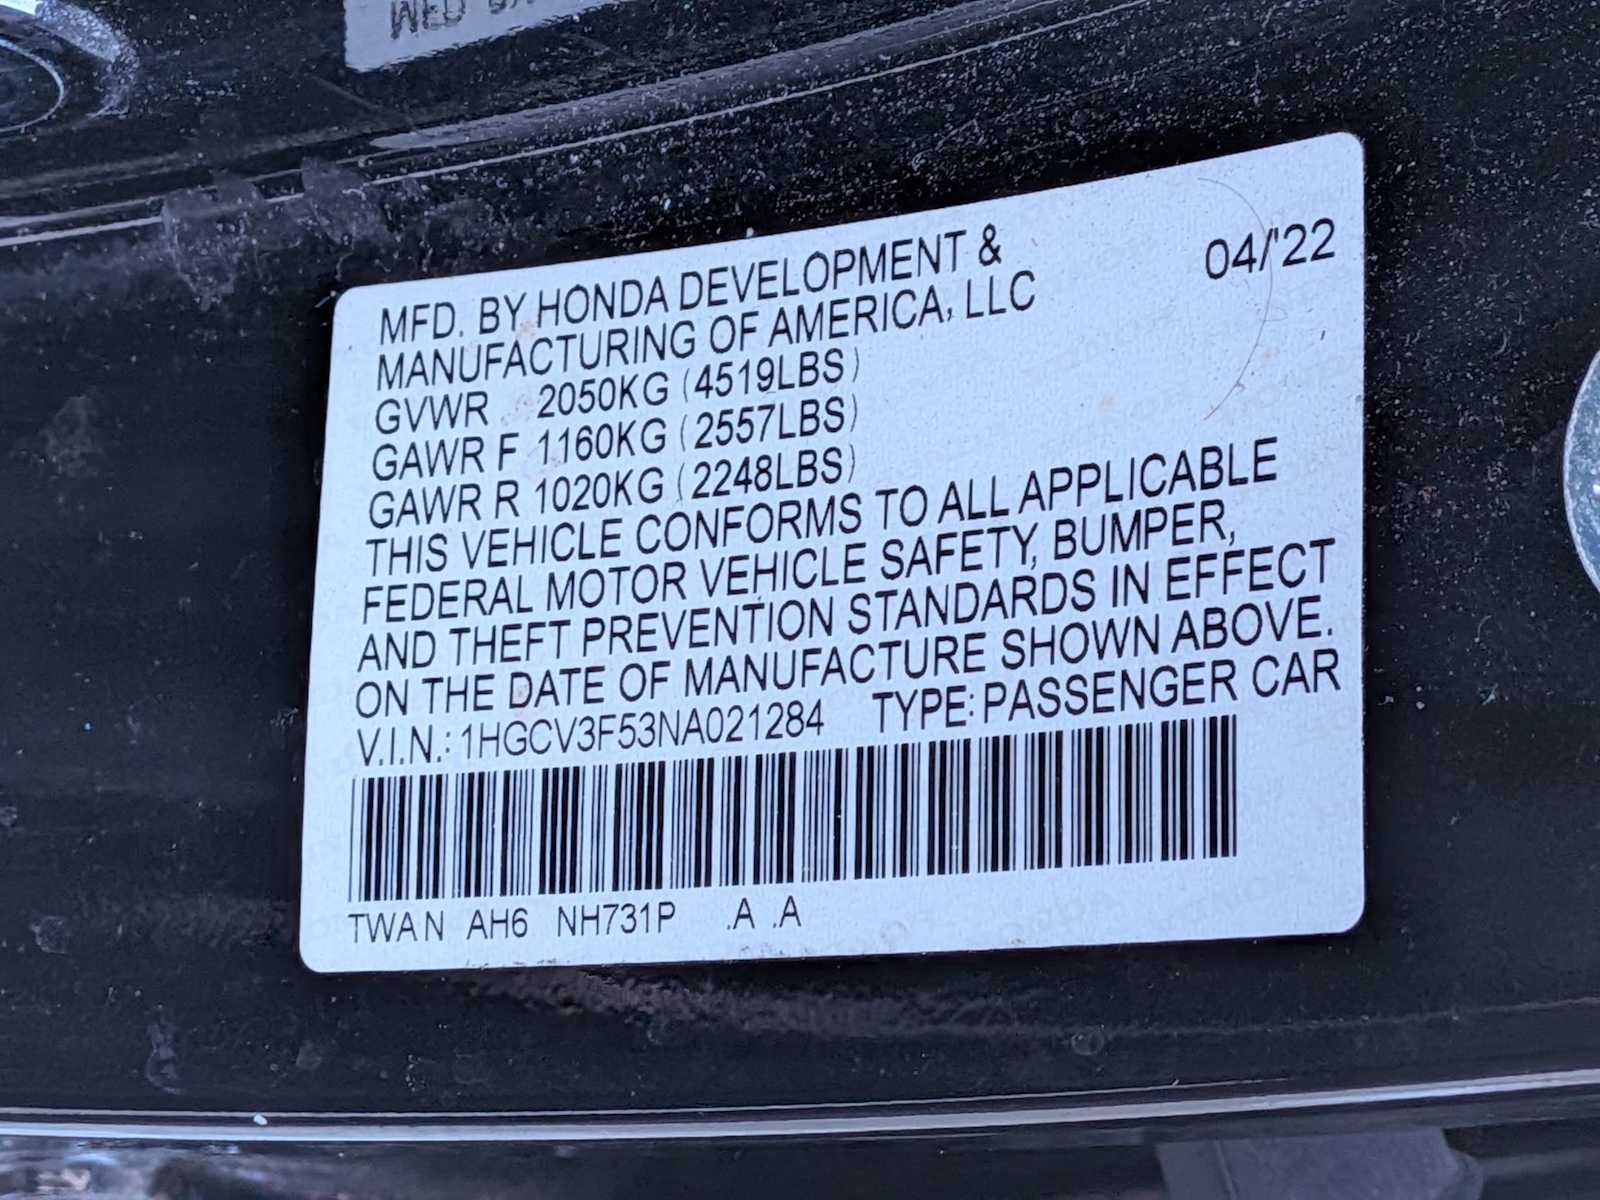 WED
MFD. BY HONDA DEVELOPMENT & 04/'22
MANUFACTURING OF AMERICA, LLC
GVWR 2050KG (4519LBS)
GAWR F 1160KG (2557LBS)
GAWR R 1020KG (2248LBS)
THIS VEHICLE CONFORMS TO ALL APPLICABLE
FEDERAL MOTOR VEHICLE SAFETY, BUMPER,
AND THEFT PREVENTION STANDARDS IN EFFECT
ON THE DATE OF MANUFACTURE SHOWN ABOVE.
V.I.N.: 1HGCV3F53NA021284 TYPE: PASSENGER CAR
TWAN AH6 NH731P .A .A